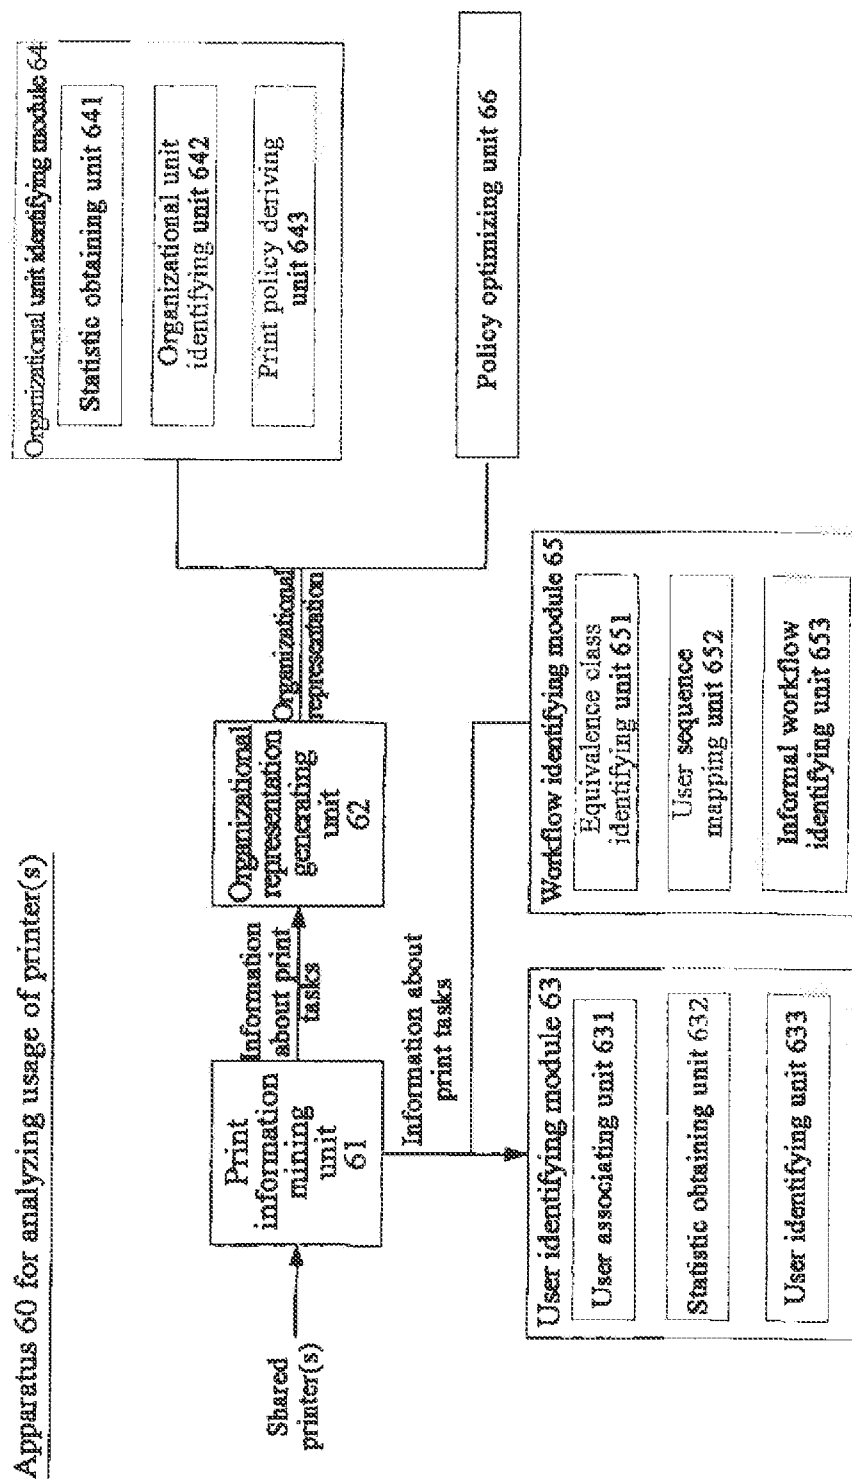 Apparatus 60 for analyzing usage of printer(s)
Shared
printer(s)
Print
information
mining
unit
61
Information
about print
tasks
Organizational
representation
generating
unit
62
Organizational
representation
Organizational unit identifying module 64
Statistic obtaining unit 641
Organizational unit
identifying unit 642
Print policy deriving
unit 643
Policy optimizing unit 66
Information about
print tasks
User identifying module 63
User associating unit 631
Statistic obtaining unit 632
User identifying unit 633
Workflow identifying module 65
Equivalence class
identifying unit 651
User sequence
mapping unit 652
Informal workflow
identifying unit 653